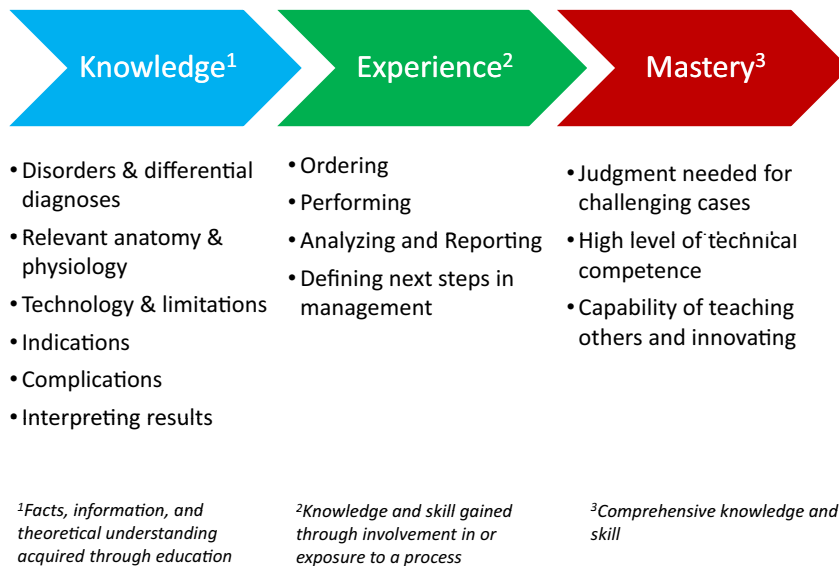 Knowledge¹
Experience²
Mastery³
• Disorders & differential
diagnoses
• Relevant anatomy &
physiology
• Technology & limitations
• Indications
• Complications
• Interpreting results
• Ordering
• Performing
• Analyzing and Reporting
• Defining next steps in
management
• Judgment needed for
challenging cases
• High level of technical
competence
• Capability of teaching
others and innovating
¹Facts, information, and
theoretical understanding
acquired through education
²Knowledge and skill gained
through involvement in or
exposure to a process
³Comprehensive knowledge and
skill